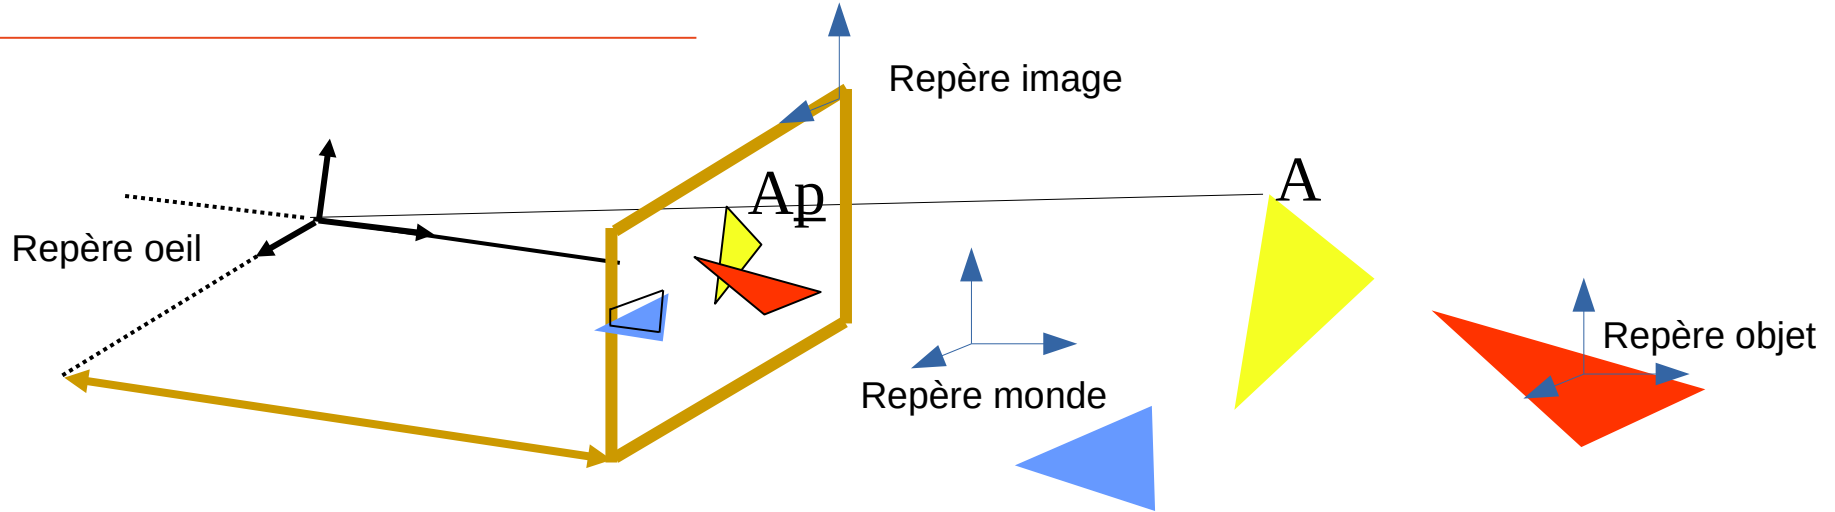 Repère image
Ap
A
Repère oeil
Repère objet
Repère monde